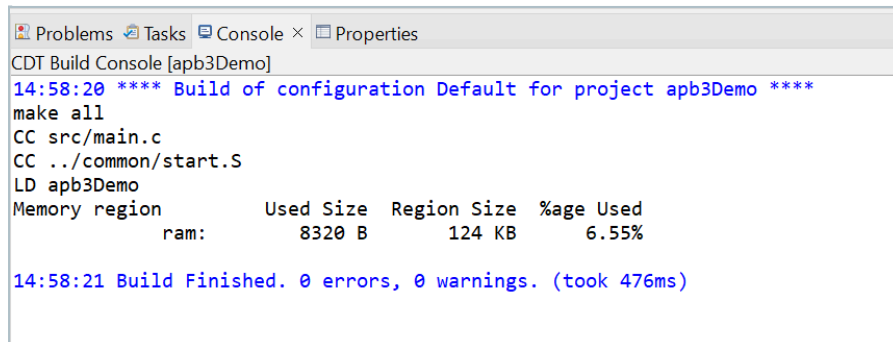 Problems Tasks Console × Properties
CDT Build Console [apb3Demo]
14:58:20 **** Build of configuration Default for project apb3Demo ****
make all
CC src/main.c
CC ../common/start.S
LD apb3Demo
Memory region         Used Size  Region Size  %age Used
             ram:        8320 B       124 KB      6.55%
14:58:21 Build Finished. 0 errors, 0 warnings. (took 476ms)